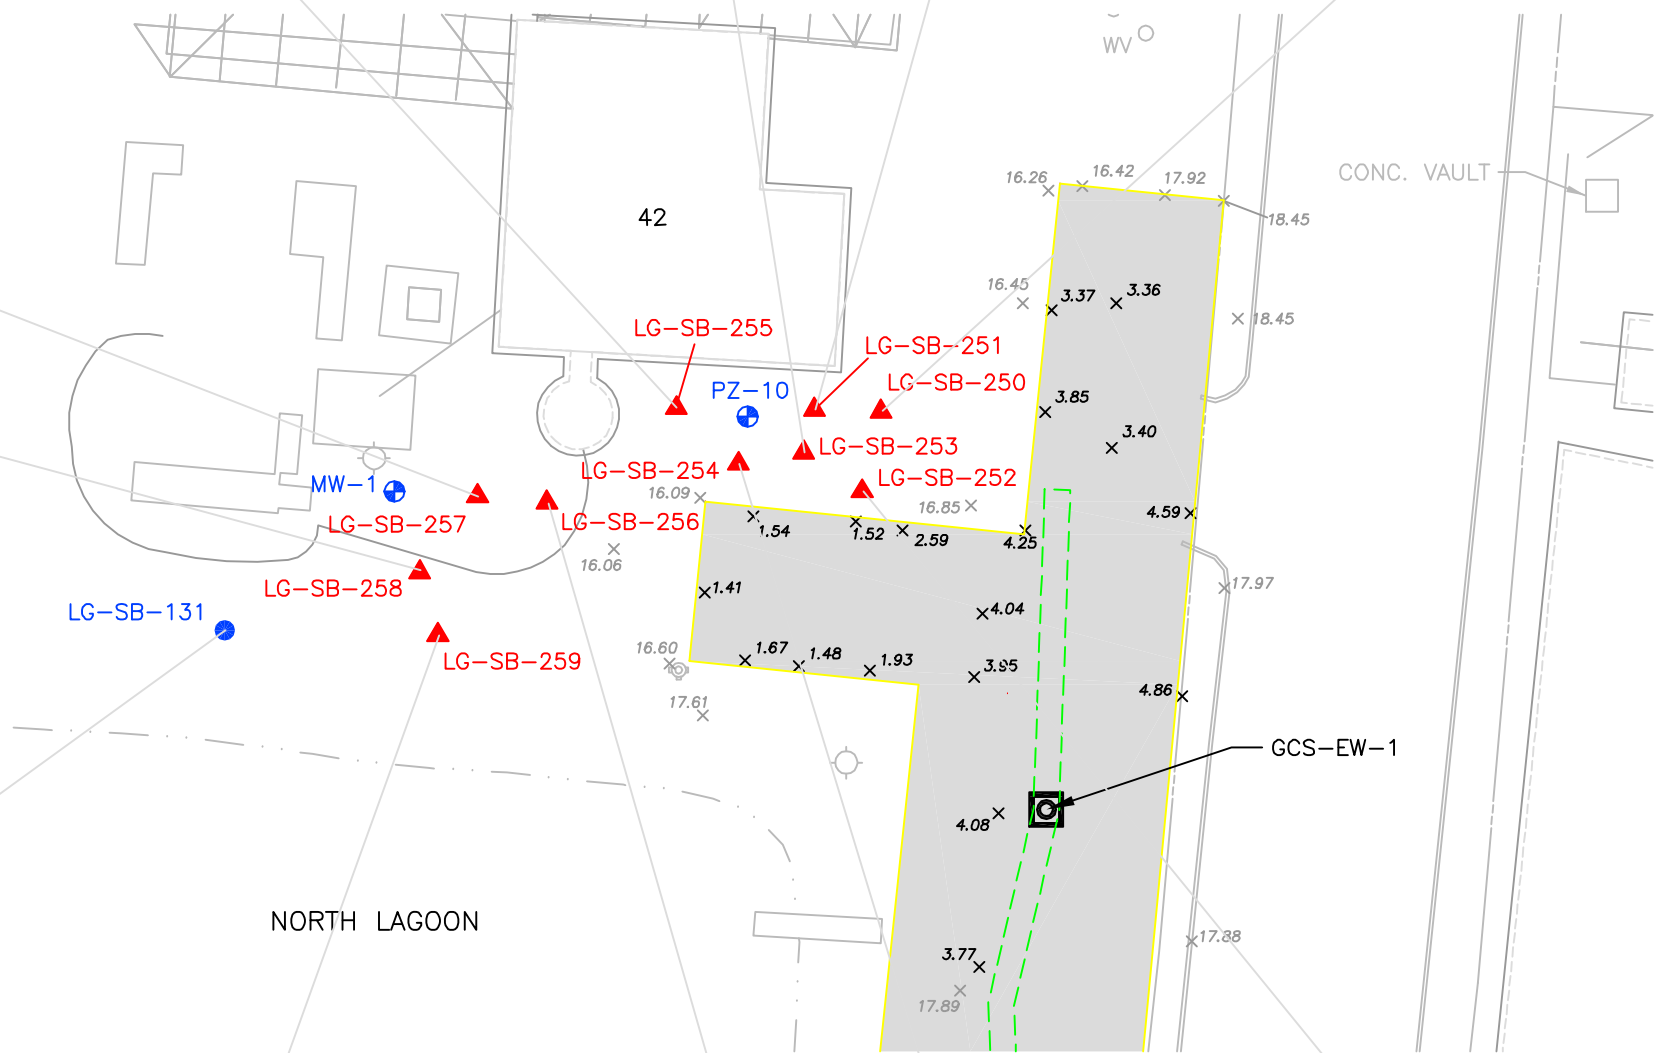 WV
16.42
17.92
16.26
CONC. VAULT
18.45
42
16.45
3.37
3.36
18.45
LG-SB-255
LG-SB-251
LG-SB-250
PZ-10
3.85
3.40
LG-SB-253
LG-SB-254
LG-SB-252
MW-1
16.09
16.85
4.59
LG-SB-257
LG-SB-256
1.54
1.52
2.59
4.25
16.06
LG-SB-258
1.41
17.97
LG-SB-131
4.04
16.60
1.67
1.48
1.93
3.95
LG-SB-259
4.86
17.61
GCS-EW-1
4.08
NORTH LAGOON
17.38
3.77
17.89